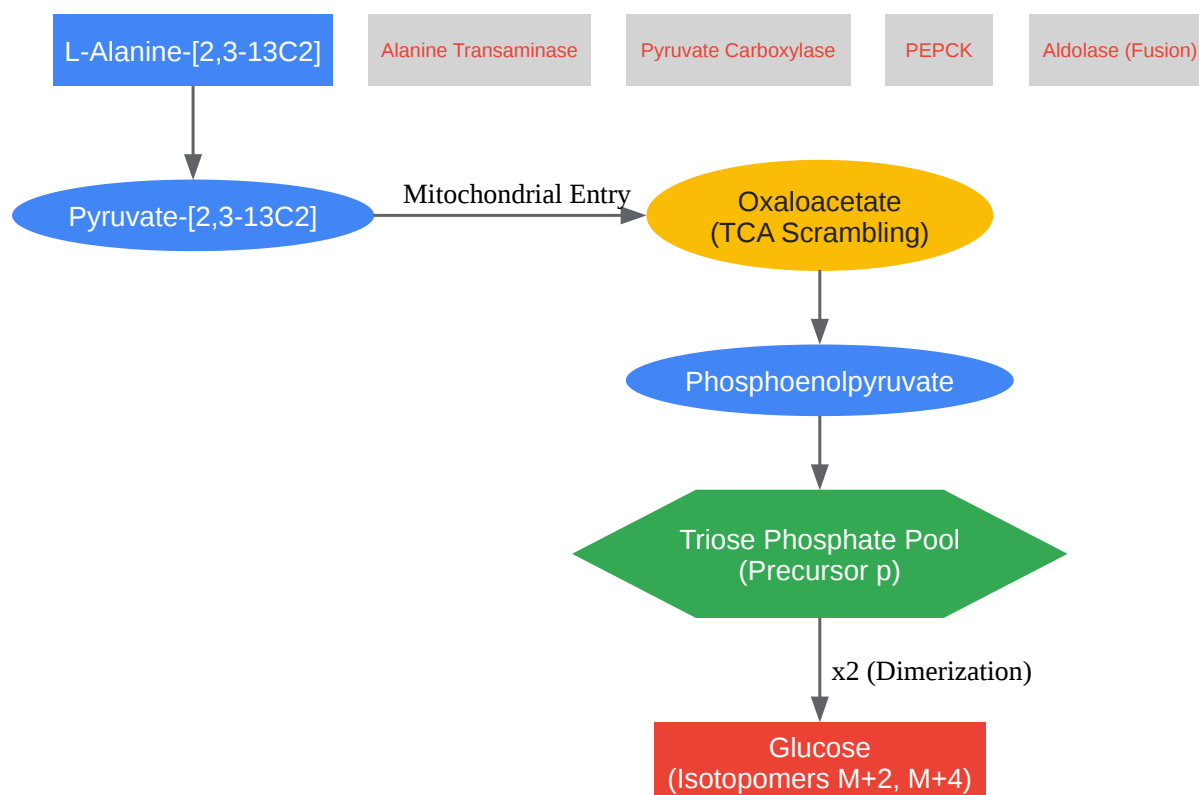 L-Alanine-[2,3-13C2]
Alanine Transaminase
Pyruvate Carboxylase
PEPCK
Aldolase (Fusion)
Pyruvate-[2,3-13C2]
Mitochondrial Entry
Oxaloacetate
(TCA Scrambling)
Phosphoenolpyruvate
Triose Phosphate Pool
(Precursor p)
x2 (Dimerization)
Glucose
(Isotopomers M+2, M+4)